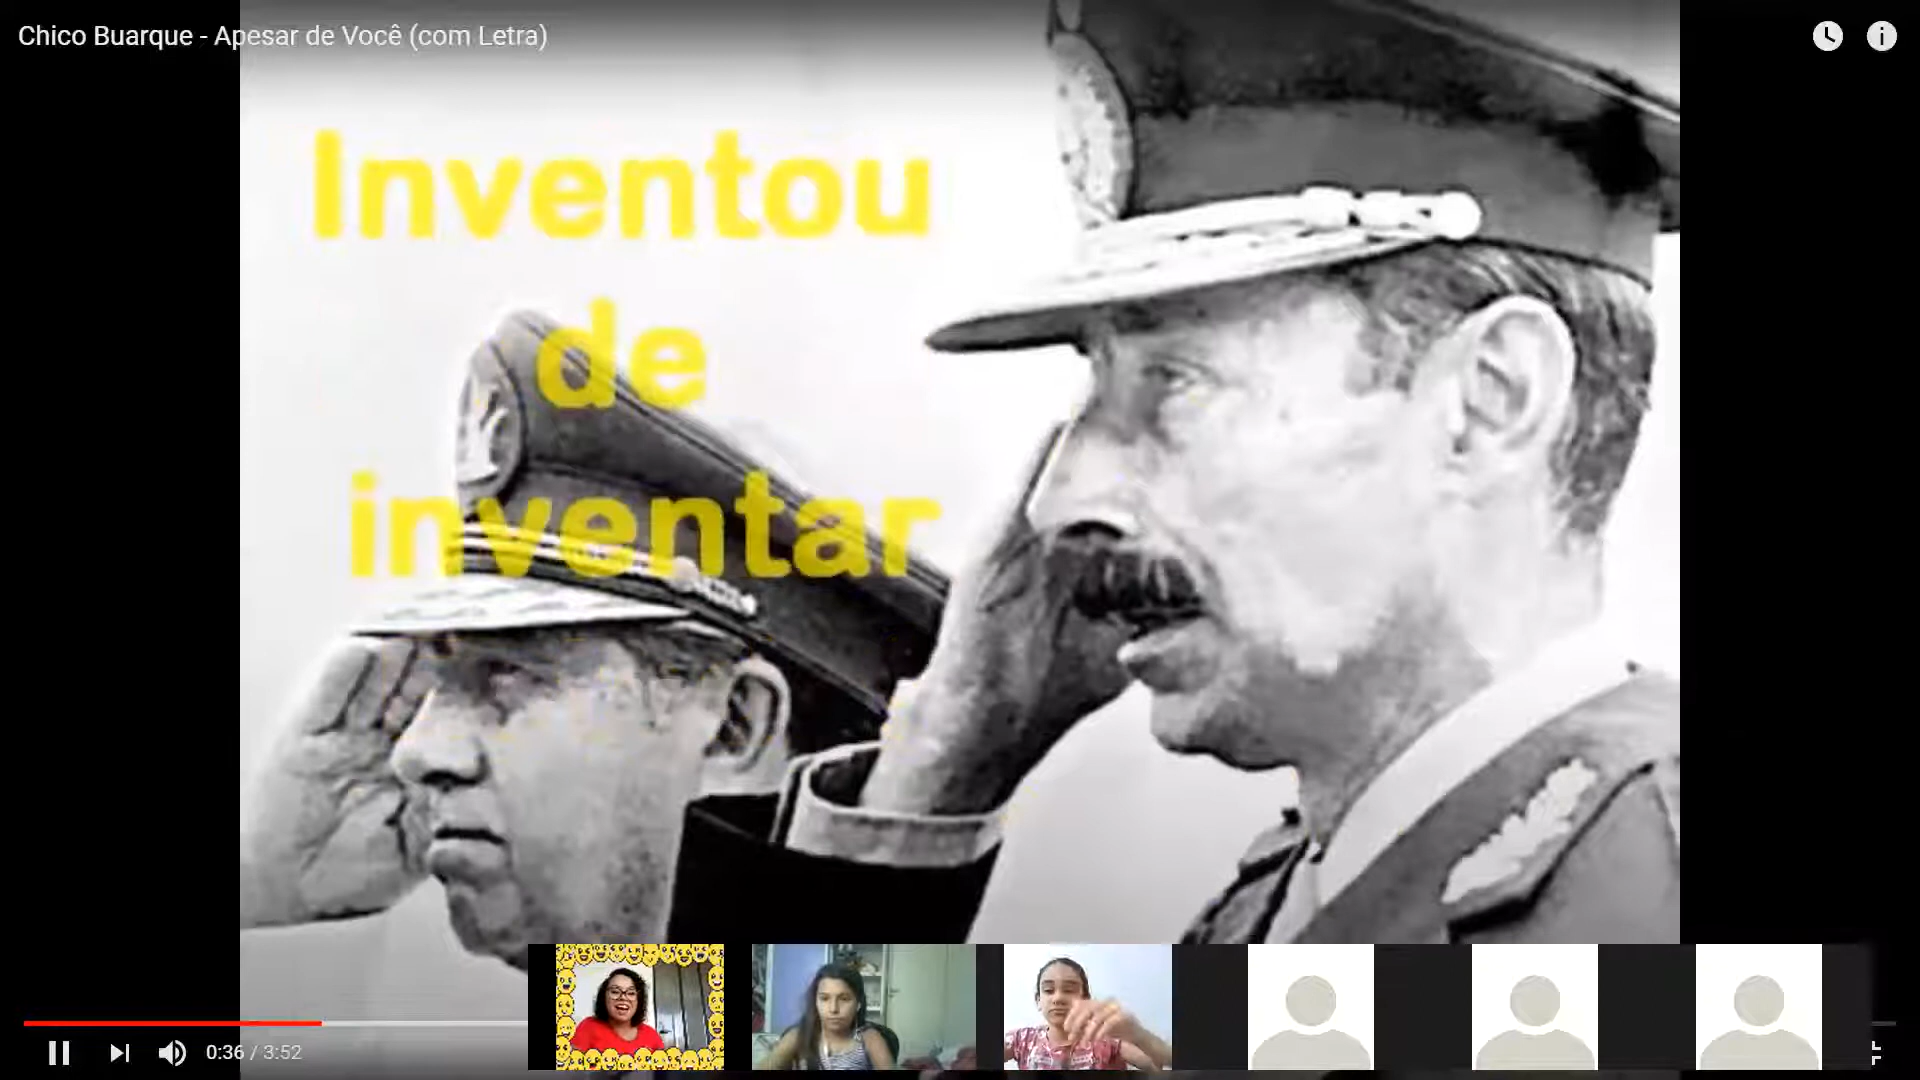 Chico Buarque - Apesar de Você (com Letra)
Inventou
de
inventar
0:36 / 3:52